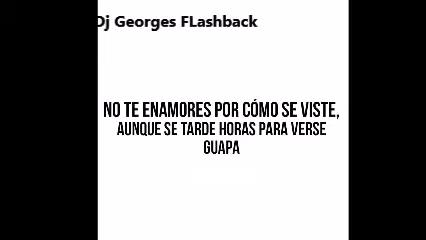 Dj Georges FLashback
NO TE ENAMORES POR CÓMO SE VISTE,
AUNQUE SE TARDE HORAS PARA VERSE
GUAPA